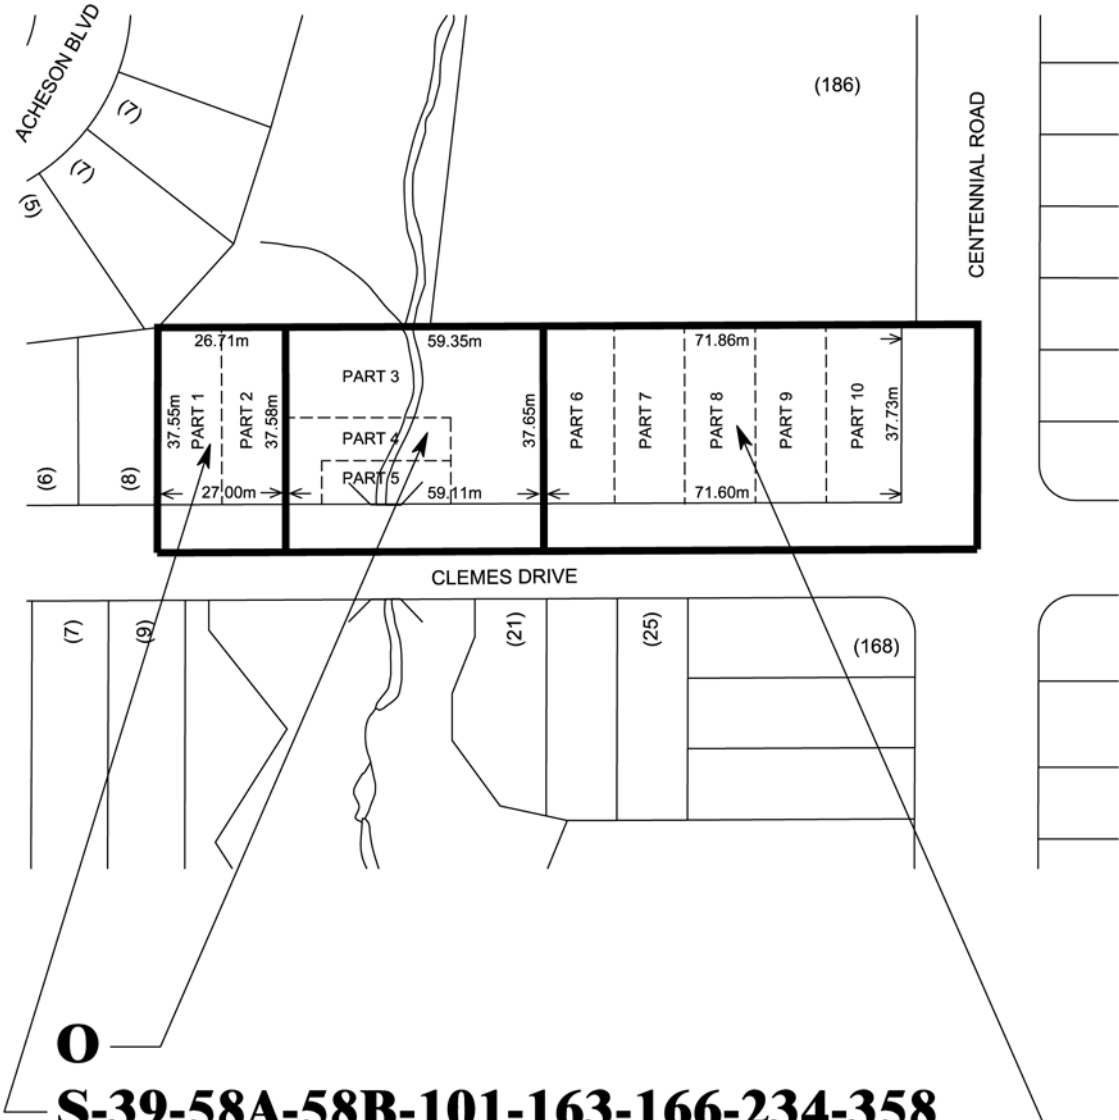 ACHESON BLVD
(7)
(7)
(5)
(186)
CENTENNIAL ROAD
26.71m
59.35m
71.86m
PART 3
37.55m
PART 1
PART 2
37.58m
PART 4
37.65m
PART 6
PART 7
PART 8
PART 9
PART 10
37.73m
(6)
(8)
PART 5
27.00m
59.11m
71.60m
CLEMES DRIVE
(7)
(9)
(21)
(25)
(168)
O
S-39-58A-58B-101-163-166-234-358